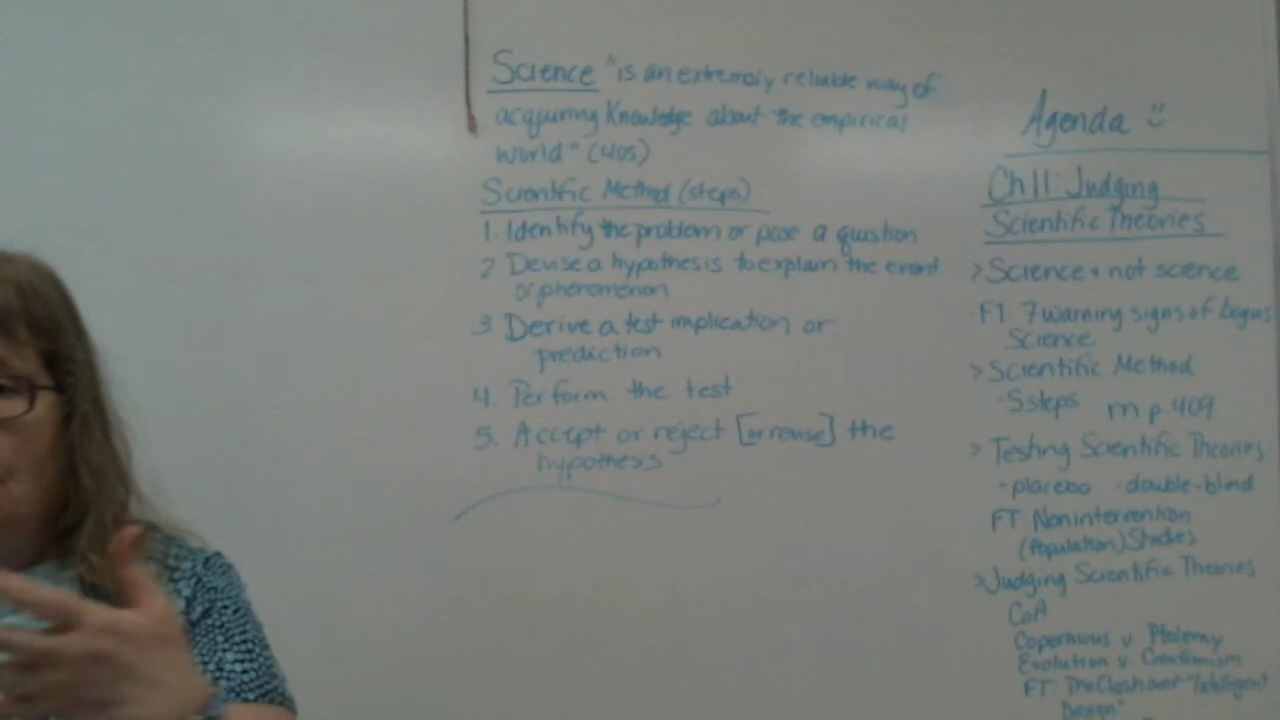 Science "is an extremely reliable way of
acquiring Knowledge about the empirical
world" (405)
Scientific Method (steps)
1. Identify the problem or pose a question
2 Devise a hypothesis to explain the event
or phenomenon
3 Derive a test implication or
prediction
4. Perform the test
5. Accept or reject [or revise] the
hypothesis
Agenda
Ch 11: Judging
Scientific Theories
> Science + not science
FT 7 warning signs of bogus
Science
> Scientific Method
5 steps p. 409
> Testing Scientific Theories
- placebo - double-blind
FT Nonintervention
(Population) Studies
> Judging Scientific Theories
CoA
Copernicus v. Ptolemy
Evolution v. Creationism
FT: The Clash over "Intelligent
Design"